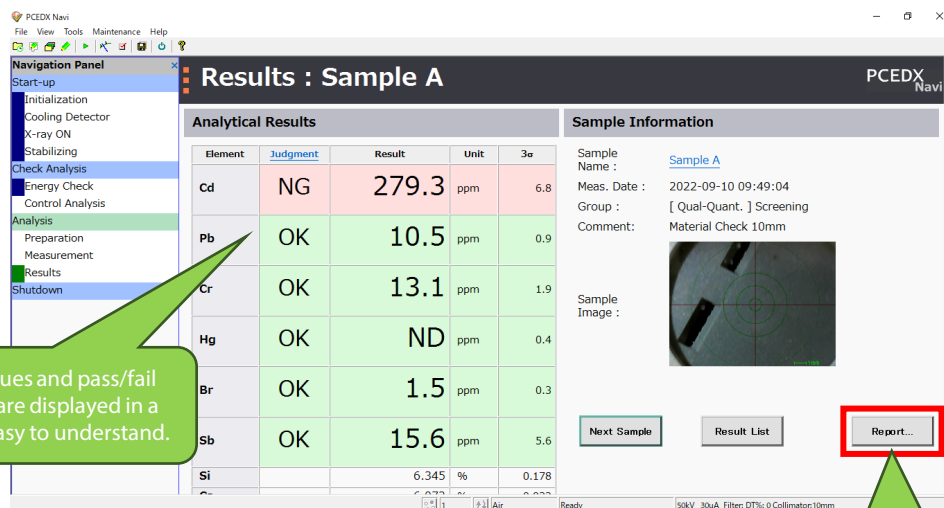 PCEDX Navi
File View Tools Maintenance Help
Navigation Panel ×
Start-up
Initialization
Cooling Detector
X-ray ON
Stabilizing
Check Analysis
Energy Check
Control Analysis
Analysis
Preparation
Measurement
Results
Shutdown
Results : Sample A
PCEDX
Navi
Analytical Results
Element Judgment Result Unit 3σ
Cd NG 279.3 ppm 6.8
Pb OK 10.5 ppm 0.9
Cr OK 13.1 ppm 1.9
Hg OK ND ppm 0.4
Br OK 1.5 ppm 0.3
Sb OK 15.6 ppm 5.6
Si 6.345 % 0.178
ues and pass/fail
are displayed in a
asy to understand.
Sample Information
Sample
Name :
Sample A
Meas. Date : 2022-09-10 09:49:04
Group : [ Qual-Quant. ] Screening
Comment: Material Check 10mm
Sample
Image :
Next Sample Result List Report...
1 Air Ready 50kV 30uA Filter: DT%: 0 Collimator:10mm